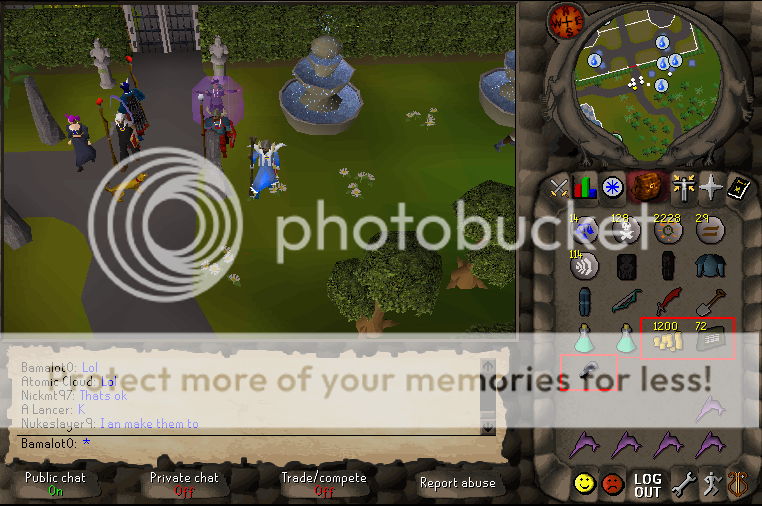 N
W E
S
14 128 2228 29
114
photobucket
1200 72
Protect more of your memories for less!
Bamalot0: Lol
Atomic Cloud: Lol
Nickmt97: Thats ok
A Lancer: K
Nukeslayer9: I an make them to
Bamalot0: *
Public chat
On
Private chat
Off
Trade/compete
Off
Report abuse
LOG
OUT